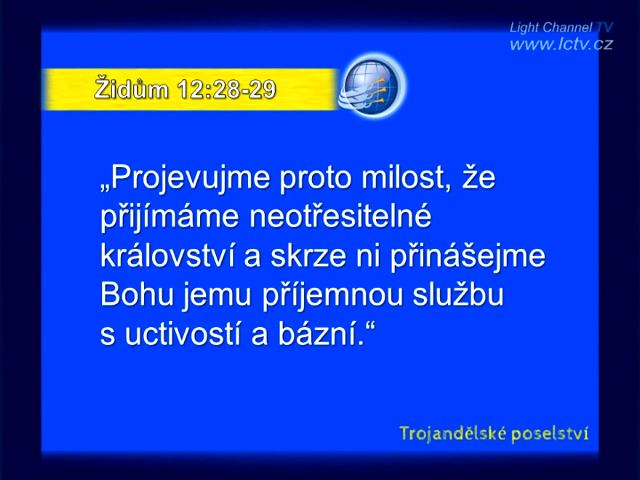 Light Channel TV
www.lctv.cz
Židům 12:28-29
„Projevujme proto milost, že
přijímáme neotřesitelné
království a skrze ni přinášejme
Bohu jemu příjemnou službu
s uctivostí a bázní.“
Trojandělské poselství